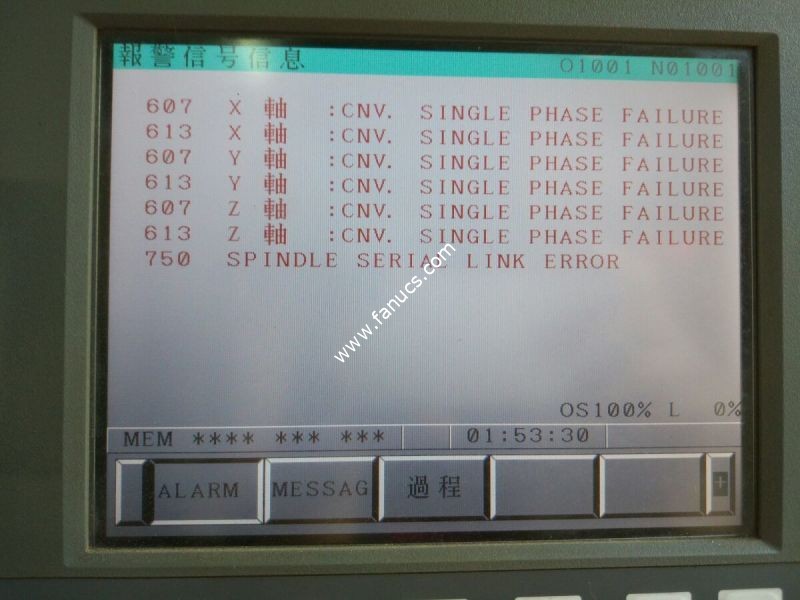 報警信号信息
O1001 N01001
607 X 軸 :CNV. SINGLE PHASE FAILURE
613 X 軸 :CNV. SINGLE PHASE FAILURE
607 Y 軸 :CNV. SINGLE PHASE FAILURE
613 Y 軸 :CNV. SINGLE PHASE FAILURE
607 Z 軸 :CNV. SINGLE PHASE FAILURE
613 Z 軸 :CNV. SINGLE PHASE FAILURE
750 SPINDLE SERIAL LINK ERROR
www.fanucs.com
OS100% L 0%
MEM **** *** *** 01:53:30
ALARM MESSAG 過程 +